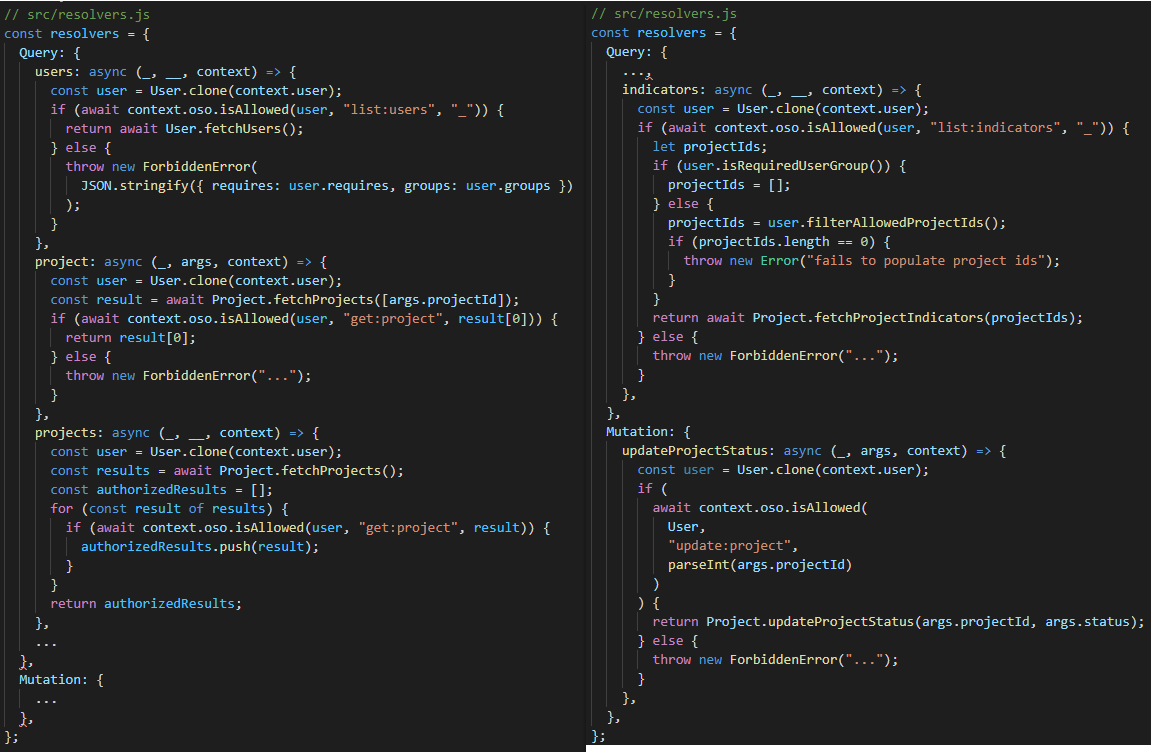 // src/resolvers.js
const resolvers = {
  Query: {
    users: async (_, __, context) => {
      const user = User.clone(context.user);
      if (await context.oso.isAllowed(user, "list:users", "_")) {
        return await User.fetchUsers();
      } else {
        throw new ForbiddenError(
          JSON.stringify({ requires: user.requires, groups: user.groups })
        );
      }
    },
    project: async (_, args, context) => {
      const user = User.clone(context.user);
      const result = await Project.fetchProjects([args.projectId]);
      if (await context.oso.isAllowed(user, "get:project", result[0])) {
        return result[0];
      } else {
        throw new ForbiddenError("...");
      }
    },
    projects: async (_, __, context) => {
      const user = User.clone(context.user);
      const results = await Project.fetchProjects();
      const authorizedResults = [];
      for (const result of results) {
        if (await context.oso.isAllowed(user, "get:project", result)) {
          authorizedResults.push(result);
        }
      }
      return authorizedResults;
    },
    ...
  },
  Mutation: {
    ...
  },
};
// src/resolvers.js
const resolvers = {
  Query: {
    ...,
    indicators: async (_, __, context) => {
      const user = User.clone(context.user);
      if (await context.oso.isAllowed(user, "list:indicators", "_")) {
        let projectIds;
        if (user.isRequiredUserGroup()) {
          projectIds = [];
        } else {
          projectIds = user.filterAllowedProjectIds();
          if (projectIds.length == 0) {
            throw new Error("fails to populate project ids");
          }
        }
        return await Project.fetchProjectIndicators(projectIds);
      } else {
        throw new ForbiddenError("...");
      }
    },
  },
  Mutation: {
    updateProjectStatus: async (_, args, context) => {
      const user = User.clone(context.user);
      if (
        await context.oso.isAllowed(
          User,
          "update:project",
          parseInt(args.projectId)
        )
      ) {
        return Project.updateProjectStatus(args.projectId, args.status);
      } else {
        throw new ForbiddenError("...");
      }
    },
  },
};